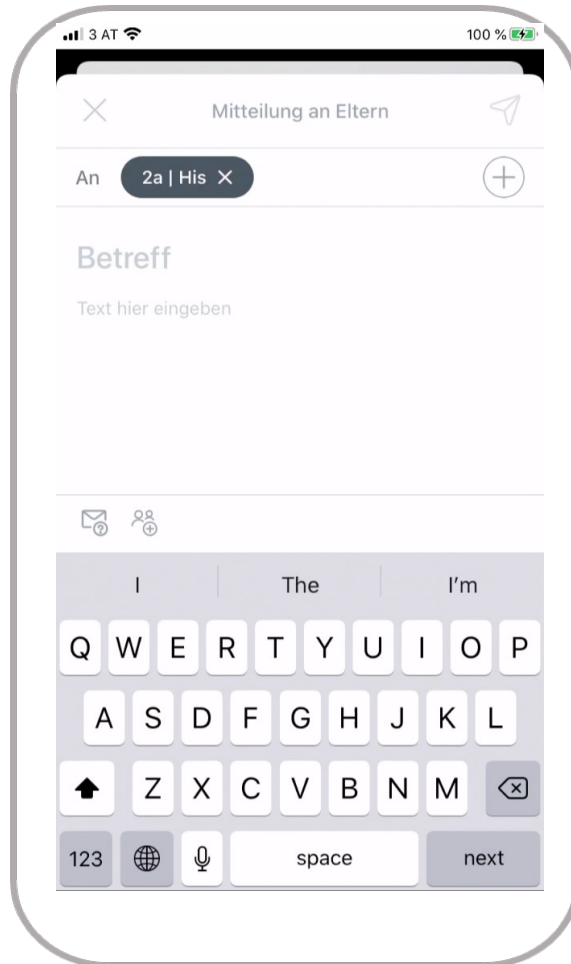 3 AT 100 %
Mitteilung an Eltern
An 2a | His
Betreff
Text hier eingeben
I The I'm
Q W E R T Y U I O P
A S D F G H J K L
Z X C V B N M
123 space next